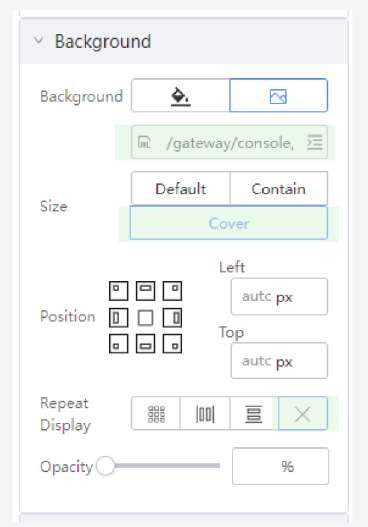 Background
Background
/gateway/console,
Default Contain
Size
Cover
Left
autc px
Position
Top
autc px
Repeat
Display
Opacity %